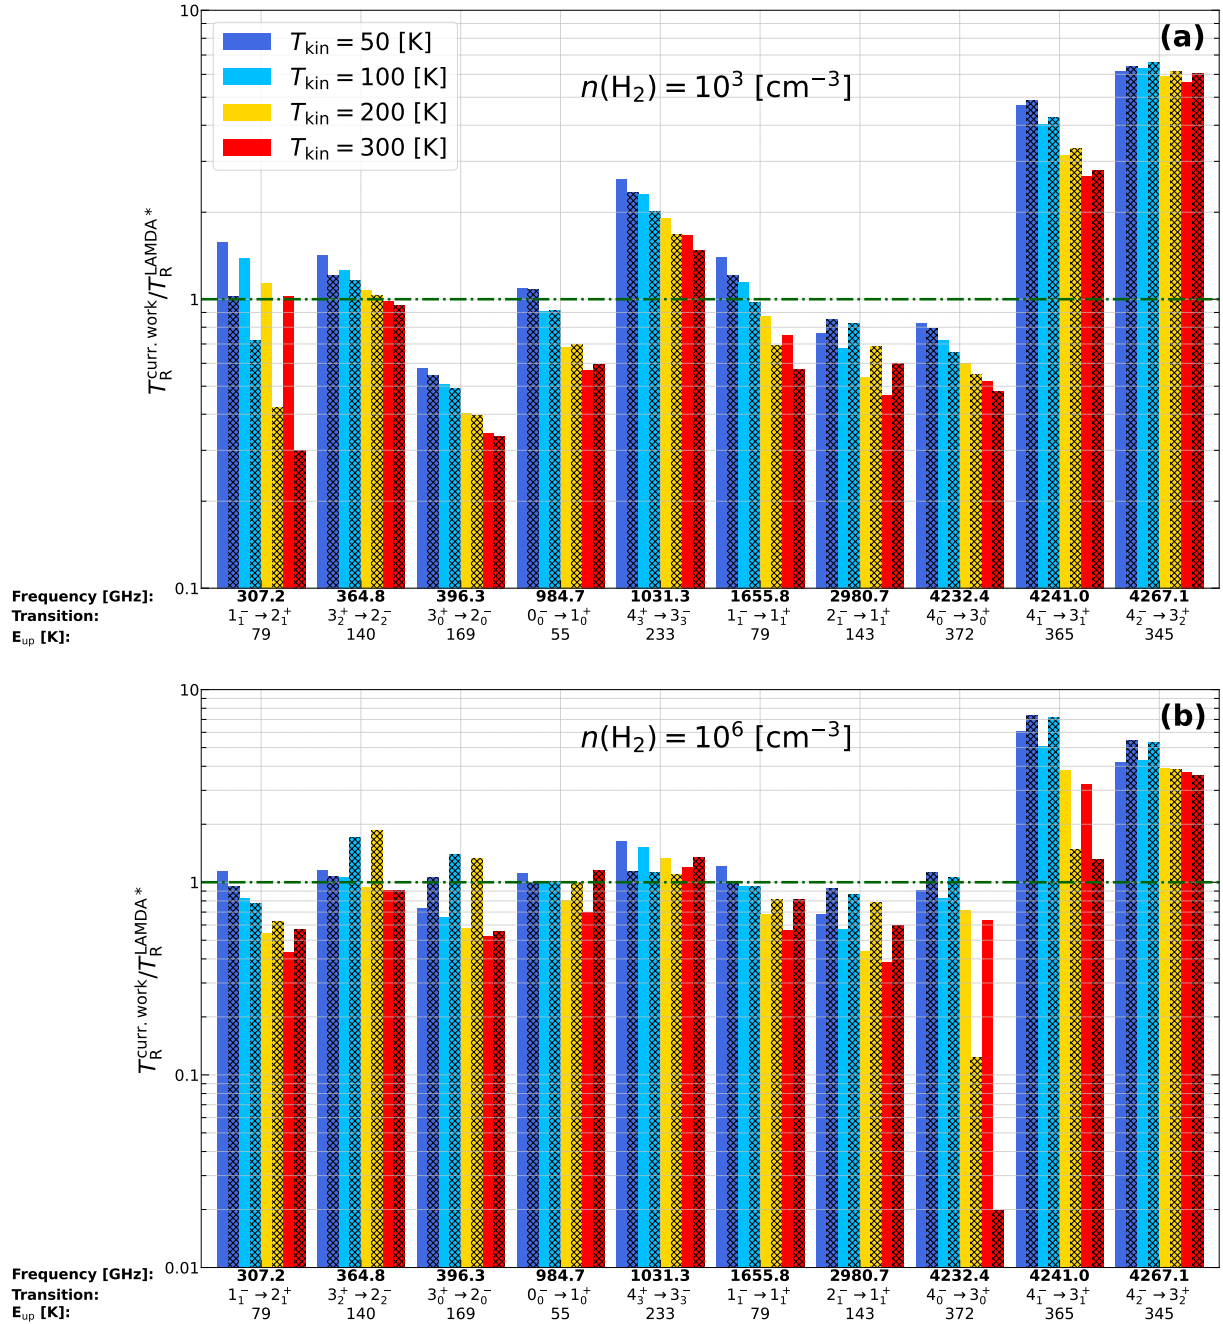 10
(a)
T_kin = 50 [K]
T_kin = 100 [K]
T_kin = 200 [K]
T_kin = 300 [K]
n(H₂) = 10³ [cm⁻³]
T_R^curr. work/T_R^LAMDA*
1
0.1
Frequency [GHz]: 307.2 364.8 396.3 984.7 1031.3 1655.8 2980.7 4232.4 4241.0 4267.1
Transition: 1₁⁻→2₁⁺ 3₂⁺→2₂⁻ 3₀⁺→2₀⁻ 0₀⁻→1₀⁺ 4₃⁺→3₃⁻ 1₁⁻→1₁⁺ 2₁⁻→1₁⁺ 4₀⁻→3₀⁺ 4₁⁻→3₁⁺ 4₂⁻→3₂⁺
E_up [K]: 79 140 169 55 233 79 143 372 365 345
10
(b)
n(H₂) = 10⁶ [cm⁻³]
T_R^curr. work/T_R^LAMDA*
1
0.1
0.01
Frequency [GHz]: 307.2 364.8 396.3 984.7 1031.3 1655.8 2980.7 4232.4 4241.0 4267.1
Transition: 1₁⁻→2₁⁺ 3₂⁺→2₂⁻ 3₀⁺→2₀⁻ 0₀⁻→1₀⁺ 4₃⁺→3₃⁻ 1₁⁻→1₁⁺ 2₁⁻→1₁⁺ 4₀⁻→3₀⁺ 4₁⁻→3₁⁺ 4₂⁻→3₂⁺
E_up [K]: 79 140 169 55 233 79 143 372 365 345